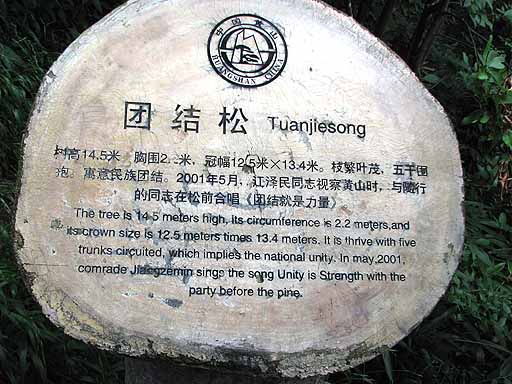 中国黄山
HUANGSHAN CHINA
团结松 Tuanjiesong
树高14.5米 胸围2. 米，冠幅12.5米×13.4米。枝繁叶茂，五干围
抱。寓意民族团结。2001年5月，江泽民同志视察黄山时，与随行
的同志在松前合唱《团结就是力量》
The tree is 14.5 meters high, its circumference is 2.2 meters,and
its crown size is 12.5 meters times 13.4 meters. It is thrive with five
trunks circuited, which implies the national unity. In may,2001,
comrade Jiangzemin sings the song Unity is Strength with the
party before the pine.